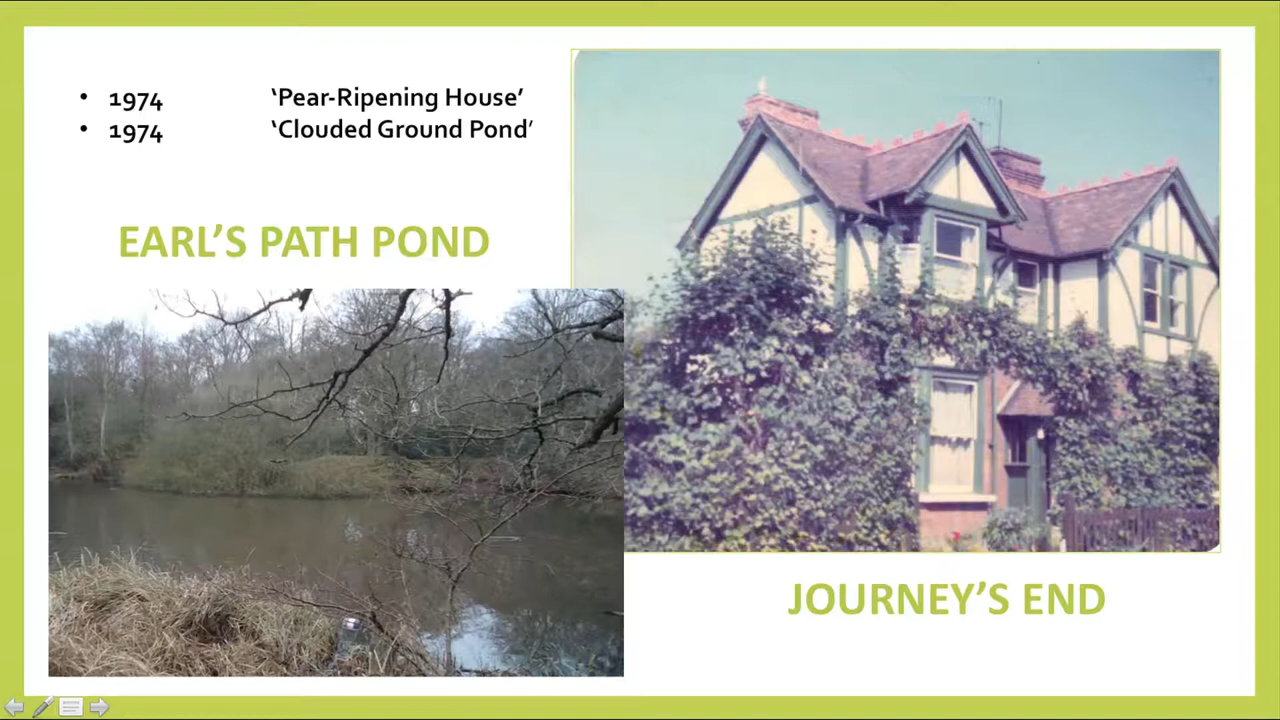 • 1974 ‘Pear-Ripening House’
• 1974 ‘Clouded Ground Pond’
EARL’S PATH POND
JOURNEY’S END